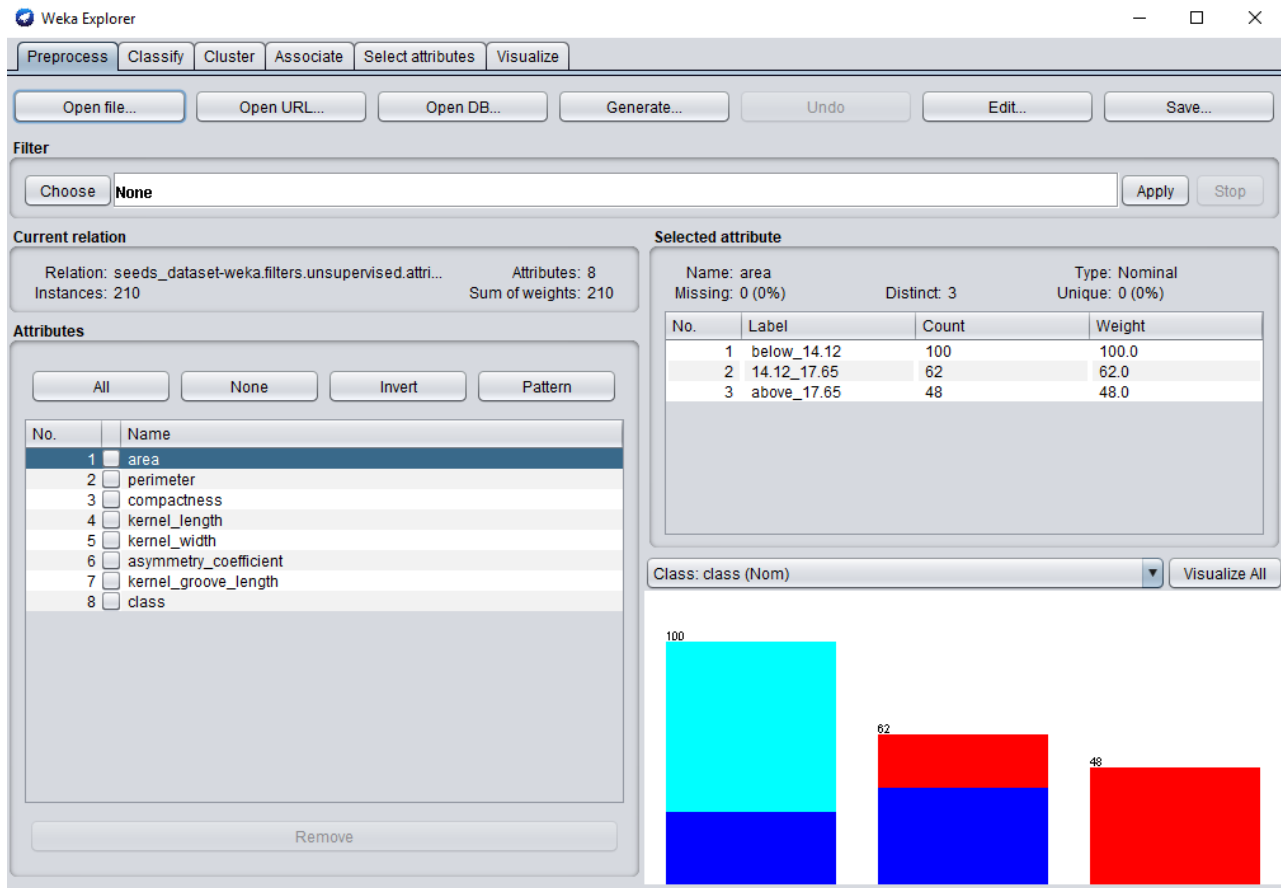 Weka Explorer
Preprocess Classify Cluster Associate Select attributes Visualize
Open file... Open URL... Open DB... Generate... Undo Edit... Save...
Filter
Choose None Apply Stop
Current relation
Relation: seeds_dataset-weka.filters.unsupervised.attri... Attributes: 8
Instances: 210 Sum of weights: 210
Attributes
All None Invert Pattern
No. Name
1 area
2 perimeter
3 compactness
4 kernel_length
5 kernel_width
6 asymmetry_coefficient
7 kernel_groove_length
8 class
Remove
Selected attribute
Name: area Type: Nominal
Missing: 0 (0%) Distinct: 3 Unique: 0 (0%)
No. Label Count Weight
1 below_14.12 100 100.0
2 14.12_17.65 62 62.0
3 above_17.65 48 48.0
Class: class (Nom) Visualize All
100
62
48